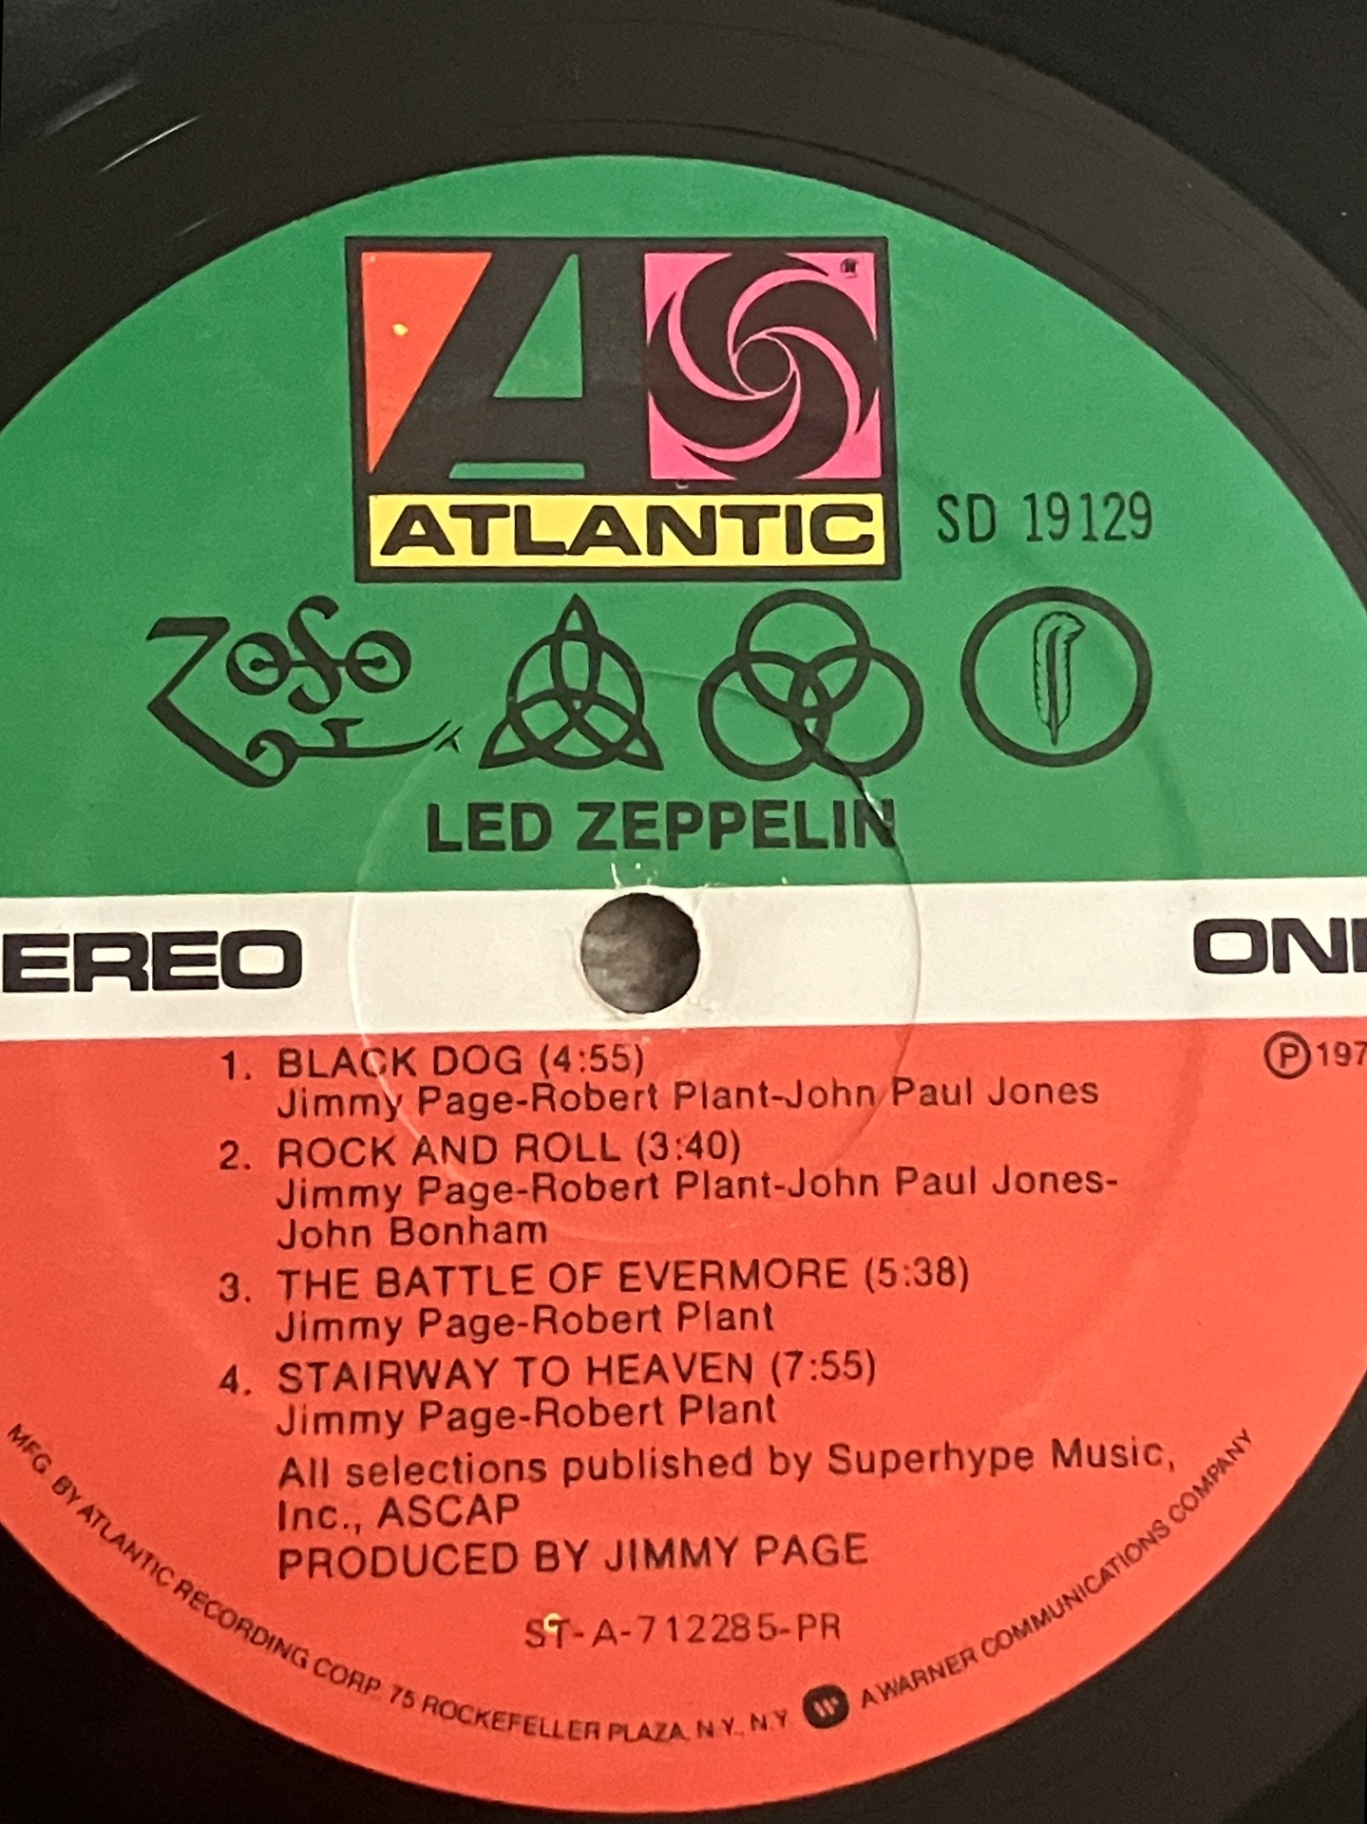 ATLANTIC
SD 19129
LED ZEPPELIN
EREO
ON
1. BLACK DOG (4:55)
Ⓟ197
Jimmy Page-Robert Plant-John Paul Jones
2. ROCK AND ROLL (3:40)
Jimmy Page-Robert Plant-John Paul Jones-
John Bonham
3. THE BATTLE OF EVERMORE (5:38)
Jimmy Page-Robert Plant
4. STAIRWAY TO HEAVEN (7:55)
Jimmy Page-Robert Plant
All selections published by Superhype Music,
Inc., ASCAP
PRODUCED BY JIMMY PAGE
ST-A-712285-PR
MFG. BY ATLANTIC RECORDING CORP. 75 ROCKEFELLER PLAZA, N.Y., N.Y. A WARNER COMMUNICATIONS COMPANY